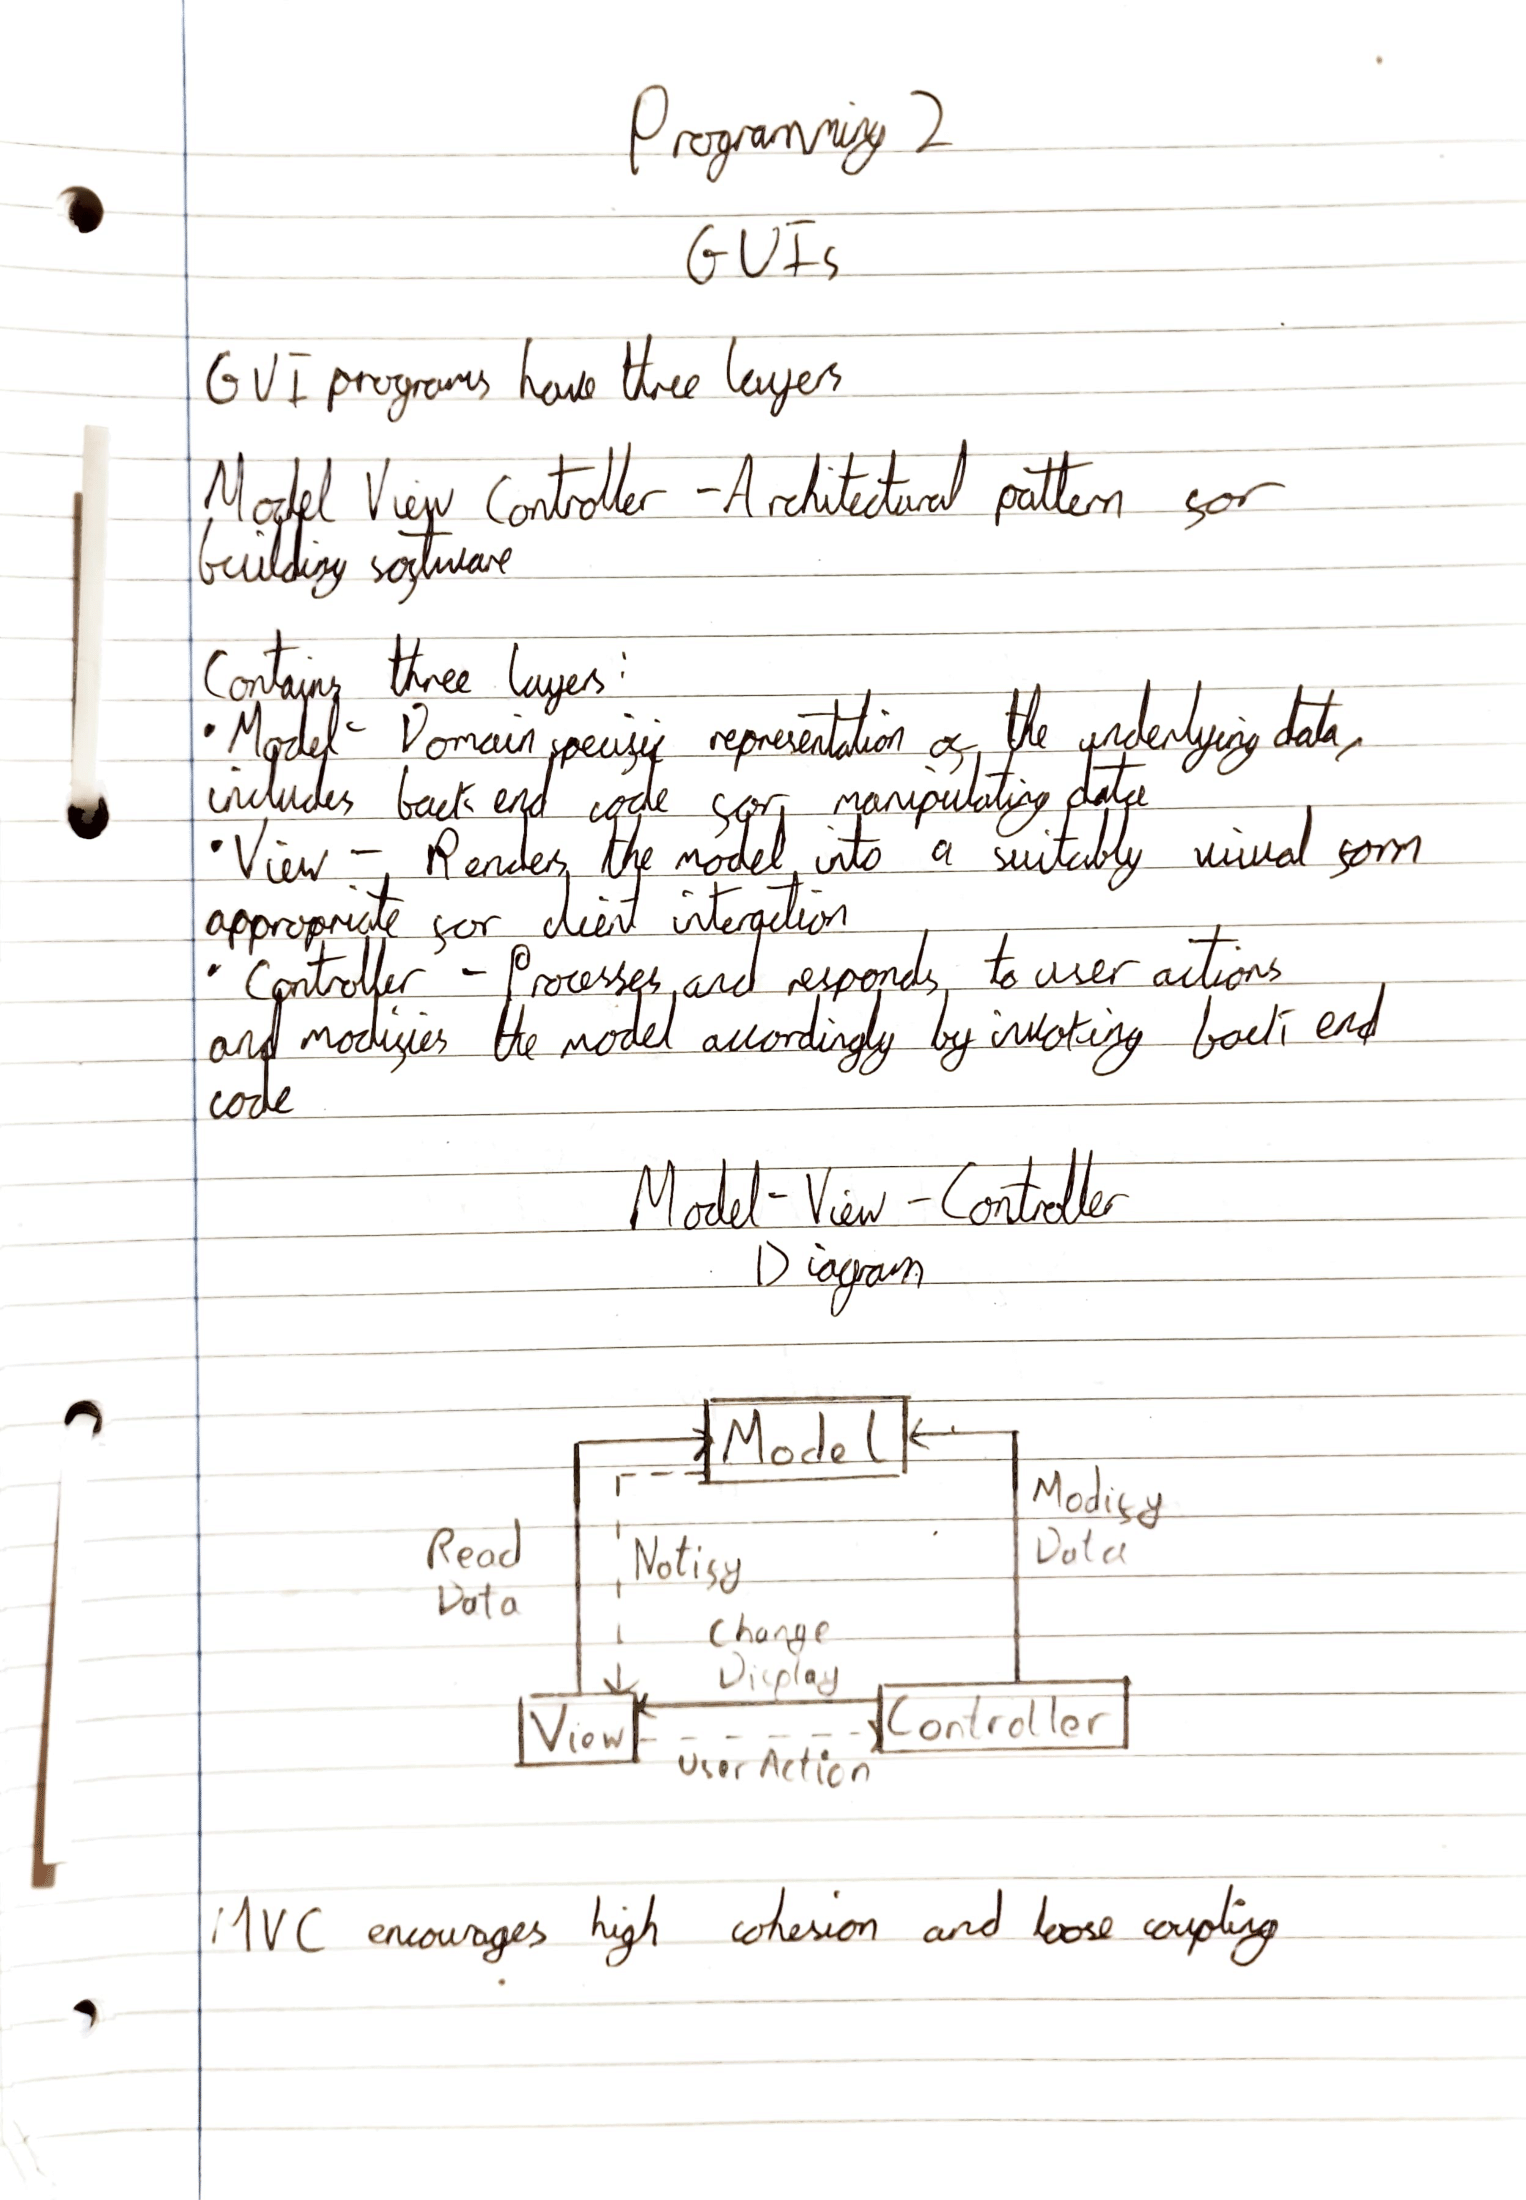 Programming 2
GUIs
GUI programs have three layers
Model View Controller - Architectural pattern for
building software
Contains three layers:
• Model - Domain specific representation of the underlying data,
includes back end code for manipulating data
• View - Renders the model into a suitably visual form
appropriate for client interaction
• Controller - Processes and responds to user actions
and modifies the model accordingly by invoking back end
code
Model - View - Controller
Diagram
Model
Modify
Data
Read
Data
Notify
Change
Display
View
Controller
User Action
MVC encourages high cohesion and loose coupling